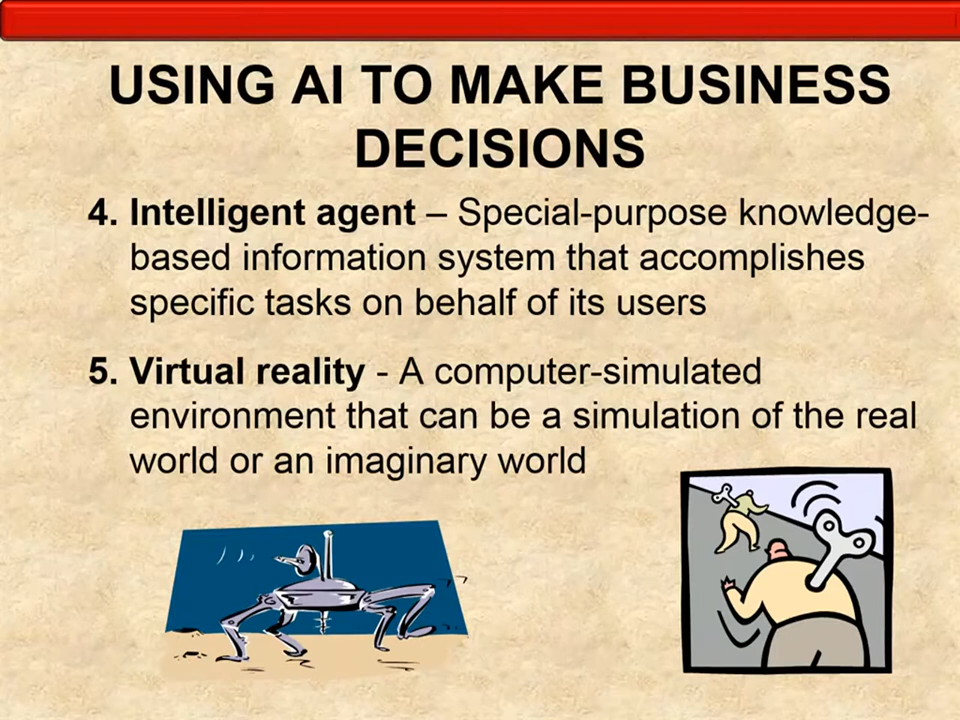 USING AI TO MAKE BUSINESS
DECISIONS
4. Intelligent agent – Special-purpose knowledge-
based information system that accomplishes
specific tasks on behalf of its users
5. Virtual reality - A computer-simulated
environment that can be a simulation of the real
world or an imaginary world